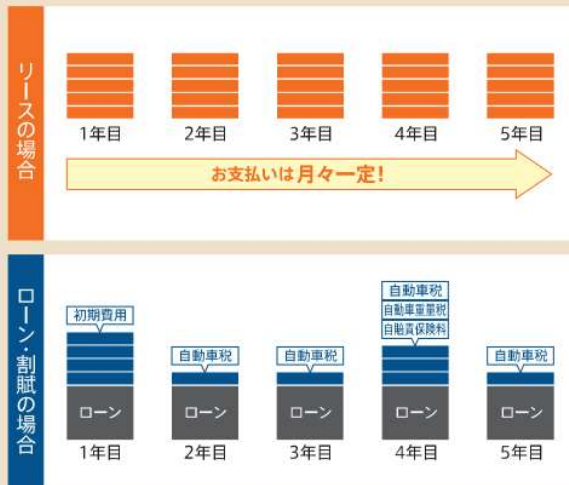 リースの場合
1年目
2年目
3年目
4年目
5年目
お支払いは月々一定!
ローン・割賦の場合
初期費用
自動車税
自動車税
自動車税
自動車重量税
自賠責保険料
自動車税
ローン
ローン
ローン
ローン
ローン
1年目
2年目
3年目
4年目
5年目